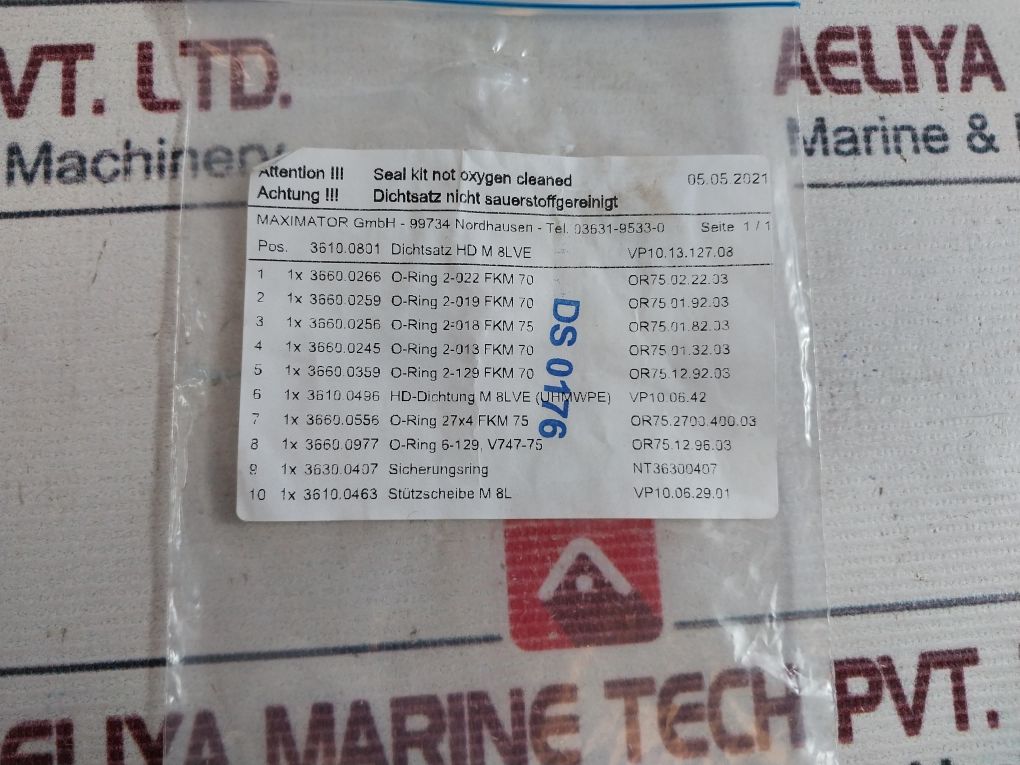 PVT. LTD.
AELIYA
Machinery
Marine &
Attention !!! Seal kit not oxygen cleaned 05.05.2021
Achtung !!! Dichtsatz nicht sauerstoffgereinigt
MAXIMATOR GmbH - 99734 Nordhausen - Tel. 03631-9533-0 Seite 1 / 1
Pos. 3610.0801 Dichtsatz HD M 8LVE VP10.13.127.08
1 1x 3660.0266 O-Ring 2-022 FKM 70 OR75.02.22.03
2 1x 3660.0259 O-Ring 2-019 FKM 70 OR75.01.92.03
3 1x 3660.0256 O-Ring 2-018 FKM 75 OR75.01.82.03
4 1x 3660.0245 O-Ring 2-013 FKM 70 OR75.01.32.03
5 1x 3660.0359 O-Ring 2-129 FKM 70 OR75.12.92.03
6 1x 3610.0496 HD-Dichtung M 8LVE (UHMWPE) VP10.06.42
7 1x 3660.0556 O-Ring 27x4 FKM 75 OR75.2700.400.03
8 1x 3660.0977 O-Ring 6-129, V747-75 OR75.12.96.03
9 1x 3630.0407 Sicherungsring NT36300407
10 1x 3610.0463 Stützscheibe M 8L VP10.06.29.01
DS 0176
AELIYA MARINE TECH PVT.